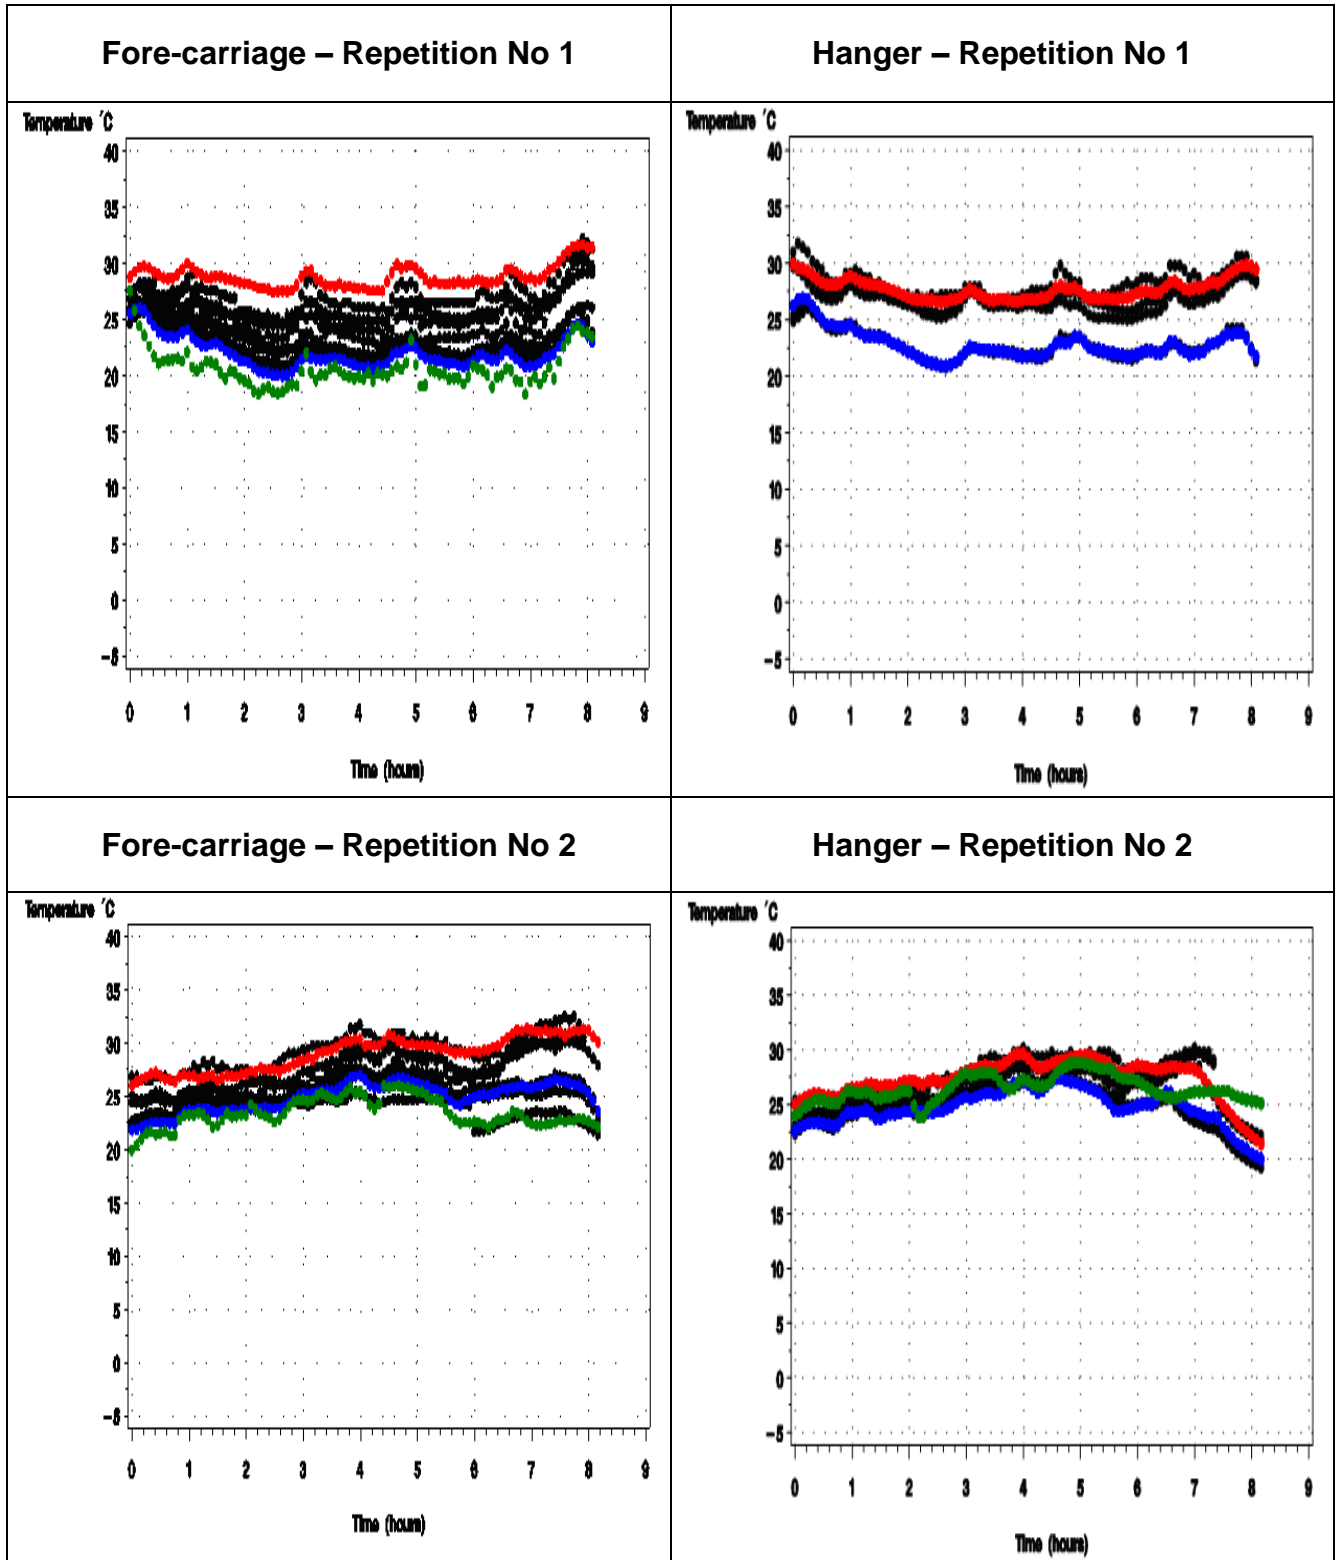 Fore-carriage – Repetition No 1
Hanger – Repetition No 1
Temperature ´C
40
35
30
25
20
15
10
5
0
-5
0 1 2 3 4 5 6 7 8 9
Time (hours)
Temperature ´C
40
35
30
25
20
15
10
5
0
-5
0 1 2 3 4 5 6 7 8 9
Time (hours)
Fore-carriage – Repetition No 2
Hanger – Repetition No 2
Temperature ´C
40
35
30
25
20
15
10
5
0
-5
0 1 2 3 4 5 6 7 8 9
Time (hours)
Temperature ´C
40
35
30
25
20
15
10
5
0
-5
0 1 2 3 4 5 6 7 8 9
Time (hours)